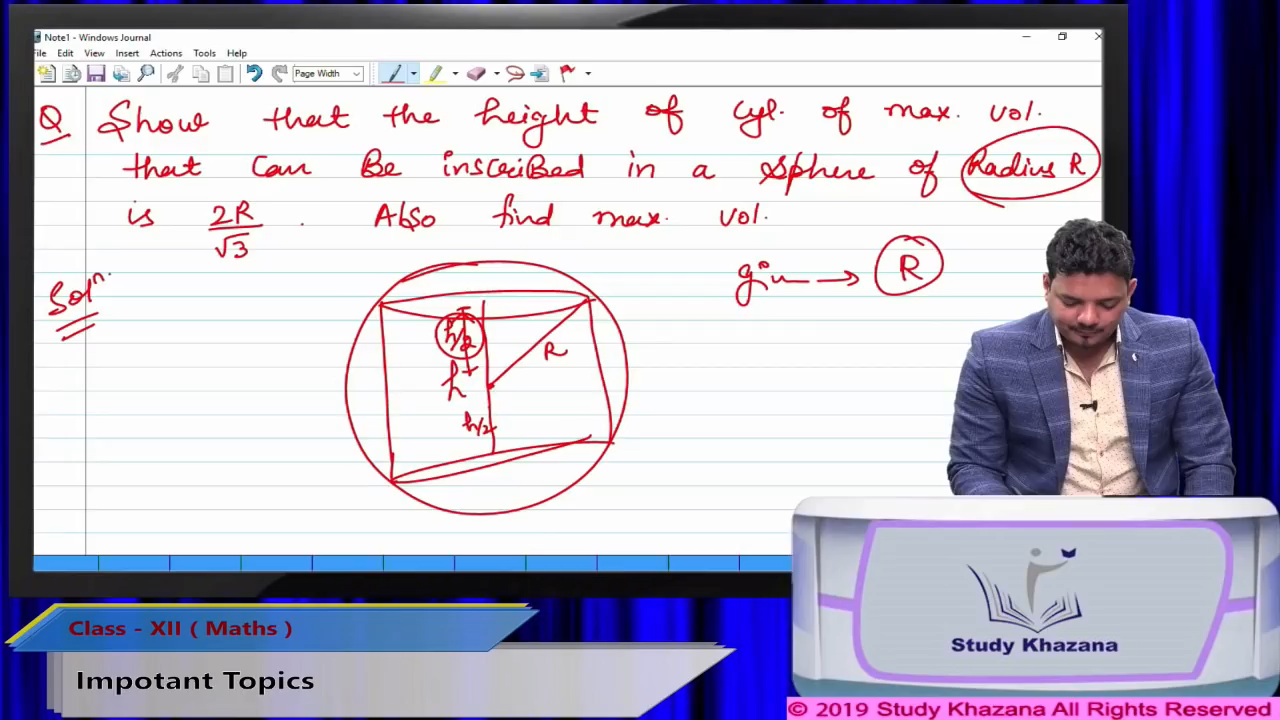 Note1 - Windows Journal
File Edit View Insert Actions Tools Help
Page Width
Q Show that the height of cyl. of max. vol.
that can Be inscribed in a sphere of Radius R
is 2R/√3 . Also find max. vol.
Solⁿ.
given → R
h/2
R
h
h/2
Study Khazana
Class - XII ( Maths )
Impotant Topics
© 2019 Study Khazana All Rights Reserved